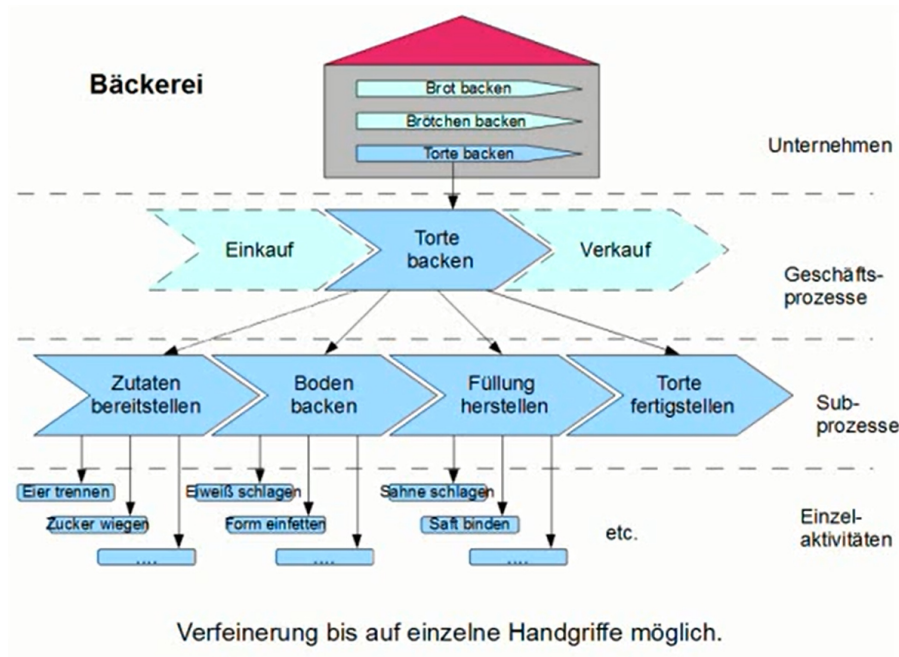 Bäckerei
Brot backen
Brötchen backen
Torte backen
Unternehmen
Einkauf
Torte
backen
Verkauf
Geschäfts-
prozesse
Zutaten
bereitstellen
Boden
backen
Füllung
herstellen
Torte
fertigstellen
Sub-
prozesse
Eier trennen
Zucker wiegen
....
Eiweiß schlagen
Form einfetten
....
Sahne schlagen
Saft binden
....
etc.
Einzel-
aktivitäten
Verfeinerung bis auf einzelne Handgriffe möglich.